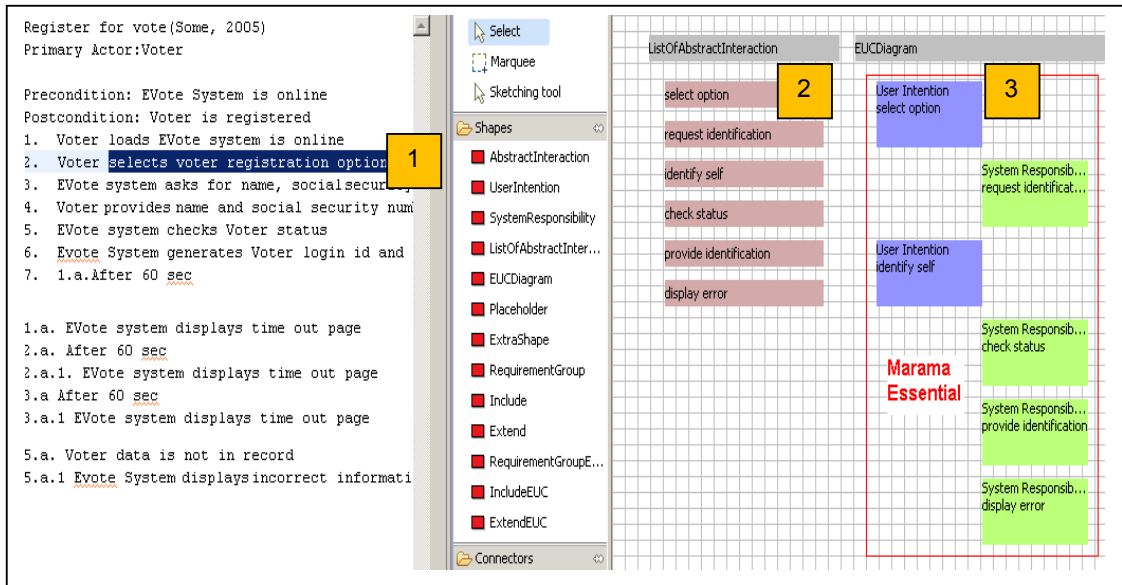 Register for vote(Some, 2005)
Primary Actor:Voter
Precondition: EVote System is online
Postcondition: Voter is registered
1. Voter loads EVote system is online
2. Voter selects voter registration option
3. EVote system asks for name, socialsecurity
4. Voter provides name and social security num
5. EVote system checks Voter status
6. Evote System generates Voter login id and
7. 1.a.After 60 sec
1.a. EVote system displays time out page
2.a. After 60 sec
2.a.1. EVote system displays time out page
3.a After 60 sec
3.a.1 EVote system displays time out page
5.a. Voter data is not in record
5.a.1 Evote System displays incorrect informati
1
Select
Marquee
Sketching tool
Shapes
AbstractInteraction
UserIntention
SystemResponsibility
ListOfAbstractInter...
EUCDiagram
Placeholder
ExtraShape
RequirementGroup
Include
Extend
RequirementGroupE...
IncludeEUC
ExtendEUC
Connectors
ListOfAbstractInteraction
2
select option
request identification
identify self
check status
provide identification
display error
EUCDiagram
3
User Intention
select option
System Responsib...
request identificat...
User Intention
identify self
System Responsib...
check status
Marama
Essential
System Responsib...
provide identification
System Responsib...
display error